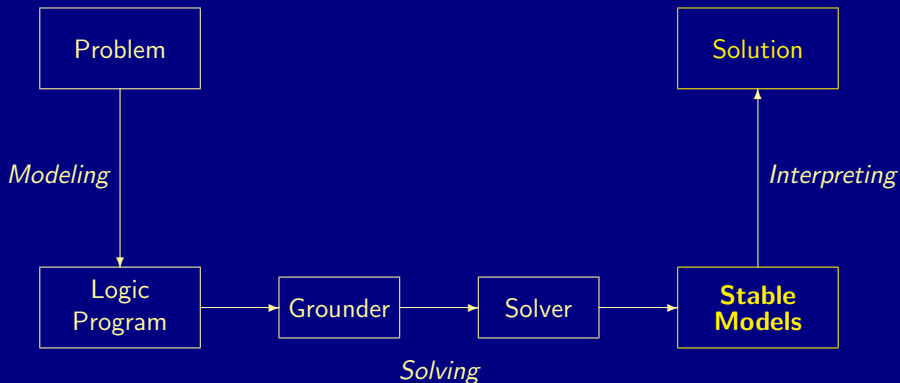 Problem
Solution
Modeling
Interpreting
Logic
Program
Grounder
Solver
Stable
Models
Solving